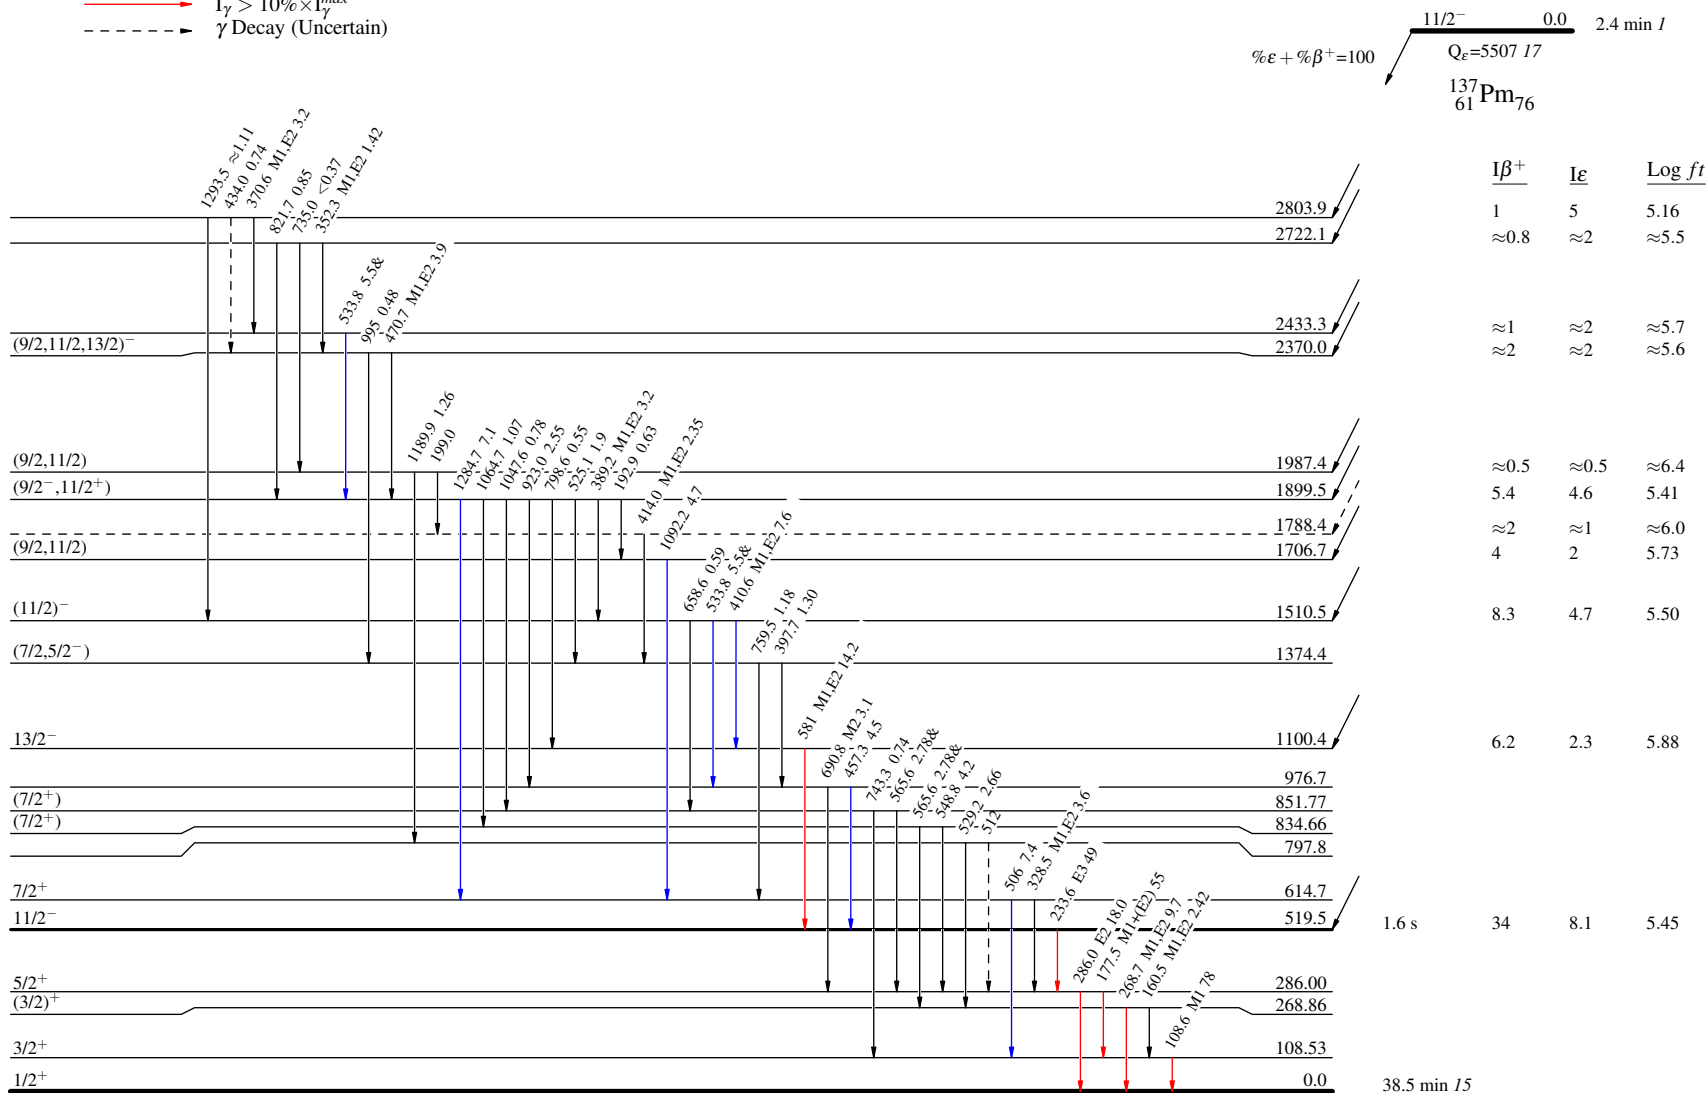 I_γ > 10%×I_γ^max
γ Decay (Uncertain)
11/2⁻ 0.0 2.4 min 1
%ε+%β⁺=100
Q_ε=5507 17
¹³⁷₆₁Pm₇₆
Iβ⁺ Iε Log ft
1293.5 ≈1.11
434.0 0.74
370.6 M1,E2 3.2
821.7 0.85
735.0 <0.37
352.3 M1,E2 1.42
2803.9 1 5 5.16
2722.1 ≈0.8 ≈2 ≈5.5
533.8 5.5&
995 0.48
470.7 M1,E2 3.9
2433.3 ≈1 ≈2 ≈5.7
(9/2,11/2,13/2)⁻ 2370.0 ≈2 ≈2 ≈5.6
1189.9 1.26
199.0
1284.7 7.1
1064.7 1.07
1047.6 0.78
923.0 2.55
798.6 0.55
525.1 1.9
389.2 M1,E2 3.2
192.9 0.63
414.0 M1,E2 2.35
1092.2 4.7
(9/2,11/2) 1987.4 ≈0.5 ≈0.5 ≈6.4
(9/2⁻,11/2⁺) 1899.5 5.4 4.6 5.41
1788.4 ≈2 ≈1 ≈6.0
(9/2,11/2) 1706.7 4 2 5.73
658.6 0.59
533.8 5.5&
410.6 M1,E2 7.6
759.5 1.18
397.7 1.30
(11/2)⁻ 1510.5 8.3 4.7 5.50
(7/2,5/2⁻) 1374.4
581 M1,E2 14.2
690.8 M2 3.1
457.3 4.5
743.3 0.74
565.6 2.78&
565.6 2.78&
548.8 4.2
529.2 2.66
512
13/2⁻ 1100.4 6.2 2.3 5.88
976.7
(7/2⁺) 851.77
(7/2⁺) 834.66
797.8
506 7.4
328.5 M1,E2 3.6
233.6 E3 49
286.0 E2 18.0
177.5 M1+(E2) 55
268.7 M1,E2 9.7
160.5 M1,E2 2.42
108.6 M1 78
7/2⁺ 614.7
11/2⁻ 519.5 1.6 s 34 8.1 5.45
5/2⁺ 286.00
(3/2)⁺ 268.86
3/2⁺ 108.53
1/2⁺ 0.0 38.5 min 15